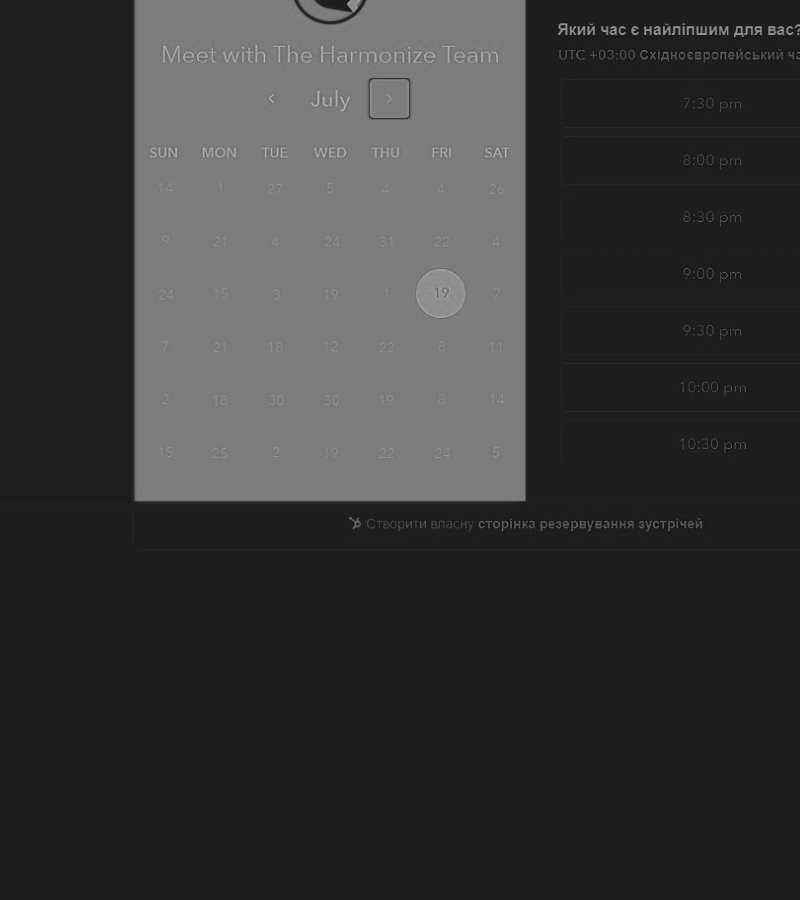 Meet with The Harmonize Team
July
SUN MON TUE WED THU FRI SAT
14 1 27 5 4 4 26
9 21 4 24 31 22 4
24 15 3 19 1 19 7
7 21 18 12 22 8 11
2 18 30 30 19 8 14
15 25 2 19 22 24 5
Який час є найліпшим для вас?
UTC +03:00 Східноєвропейський
7:30 pm
8:00 pm
8:30 pm
9:00 pm
9:30 pm
10:00 pm
10:30 pm
Створити власну сторінка резервування зустрічей